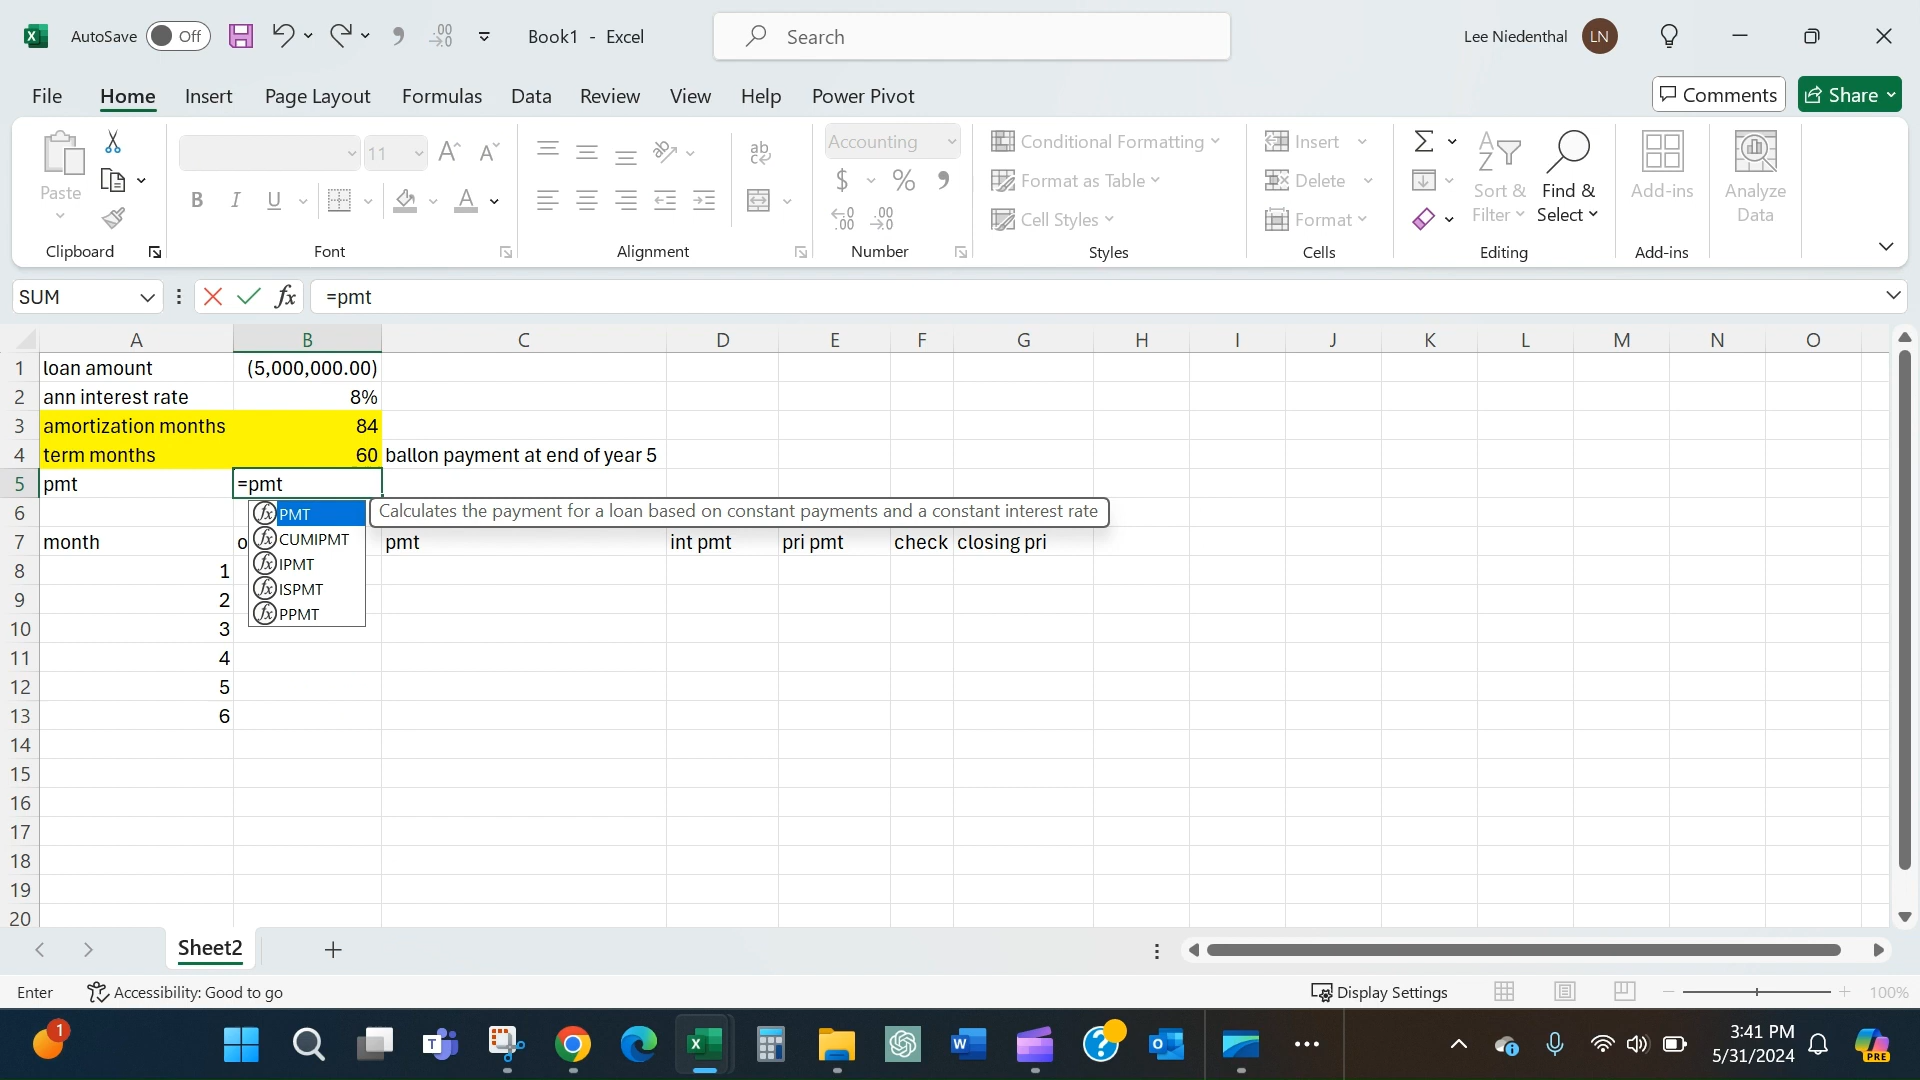 AutoSave Off Book1 - Excel Search Lee Niedenthal LN
File Home Insert Page Layout Formulas Data Review View Help Power Pivot Comments Share
Paste 11 A A ab c Accounting Conditional Formatting Insert Sort & Filter Find & Select Add-ins Analyze Data
B I U A $ % Format as Table Delete
.00 .00 Cell Styles Format
Clipboard Font Alignment Number Styles Cells Editing Add-ins
SUM fx =pmt
A B C D E F G H I J K L M N O
1 loan amount (5,000,000.00)
2 ann interest rate 8%
3 amortization months 84
4 term months 60 ballon payment at end of year 5
5 pmt =pmt
6 PMT Calculates the payment for a loan based on constant payments and a constant interest rate
7 month o CUMIPMT pmt int pmt pri pmt check closing pri
8 1 IPMT
9 2 ISPMT
10 3 PPMT
11 4
12 5
13 6
14
15
16
17
18
19
20
Sheet2
Enter Accessibility: Good to go Display Settings 100%
1 3:41 PM
5/31/2024 PRE